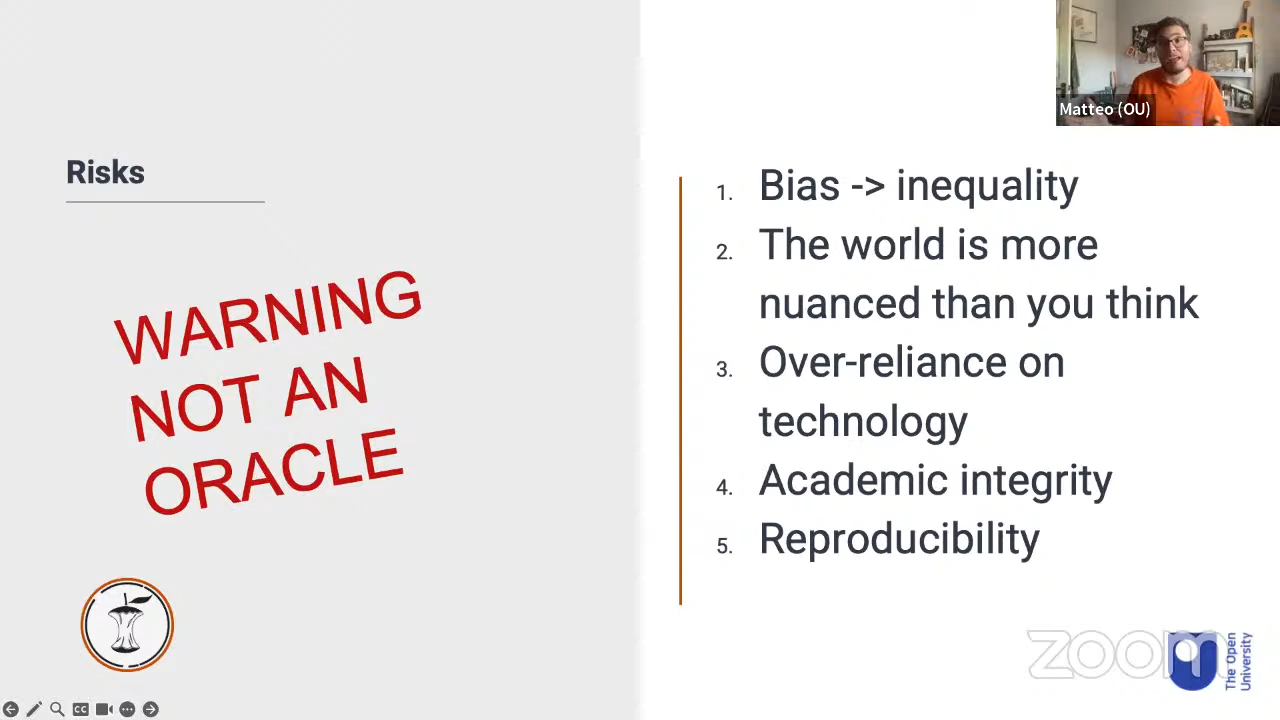 Matteo (OU)
Risks
WARNING
NOT AN
ORACLE
1. Bias -> inequality
2. The world is more
nuanced than you think
3. Over-reliance on
technology
4. Academic integrity
5. Reproducibility
zoom
The Open
University
CC